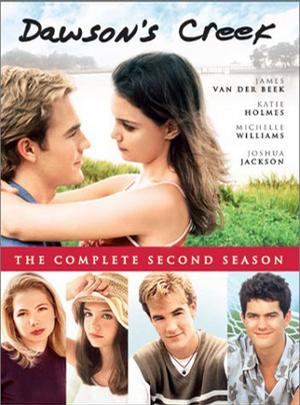 Dawson's Creek
JAMES
VAN DER BEEK
KATIE
HOLMES
MICHELLE
WILLIAMS
JOSHUA
JACKSON
THE COMPLETE SECOND SEASON